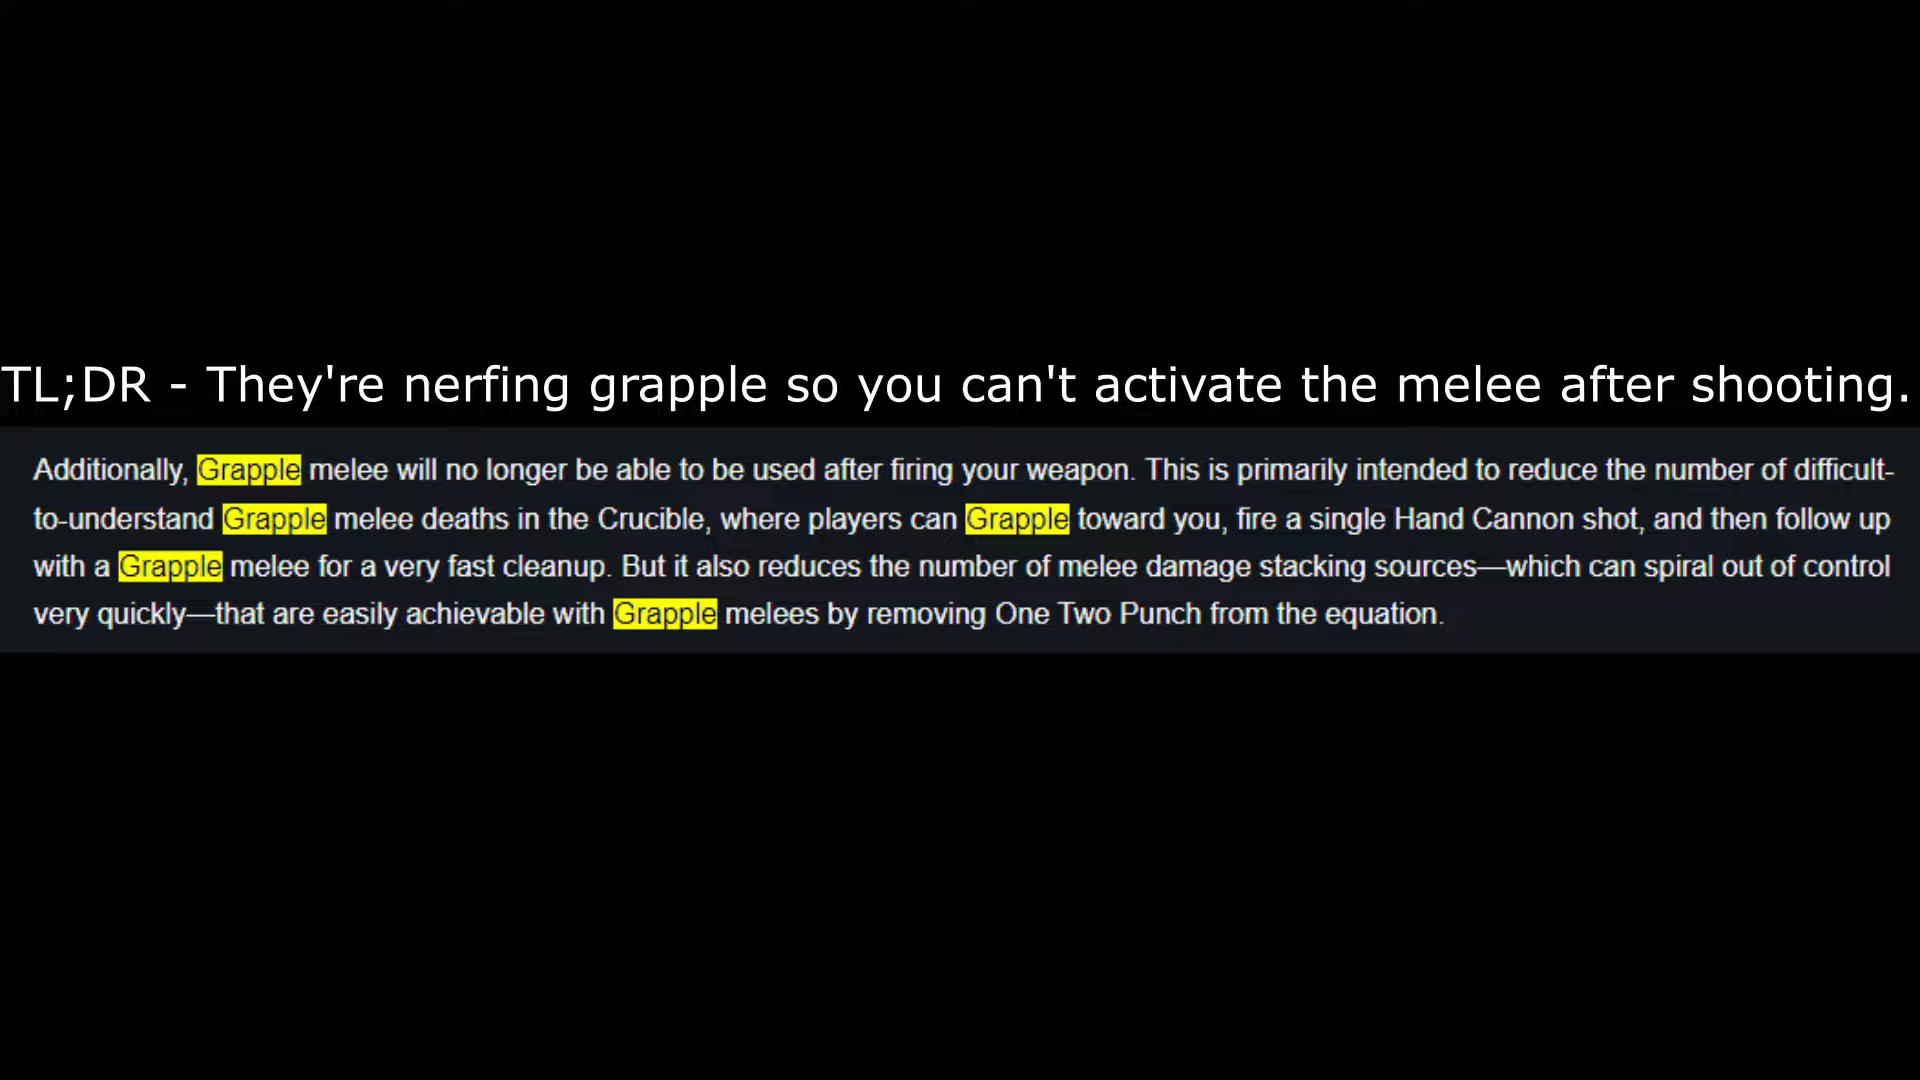 TL;DR - They're nerfing grapple so you can't activate the melee after shooting.
Additionally, Grapple melee will no longer be able to be used after firing your weapon. This is primarily intended to reduce the number of difficult-
to-understand Grapple melee deaths in the Crucible, where players can Grapple toward you, fire a single Hand Cannon shot, and then follow up
with a Grapple melee for a very fast cleanup. But it also reduces the number of melee damage stacking sources—which can spiral out of control
very quickly—that are easily achievable with Grapple melees by removing One Two Punch from the equation.